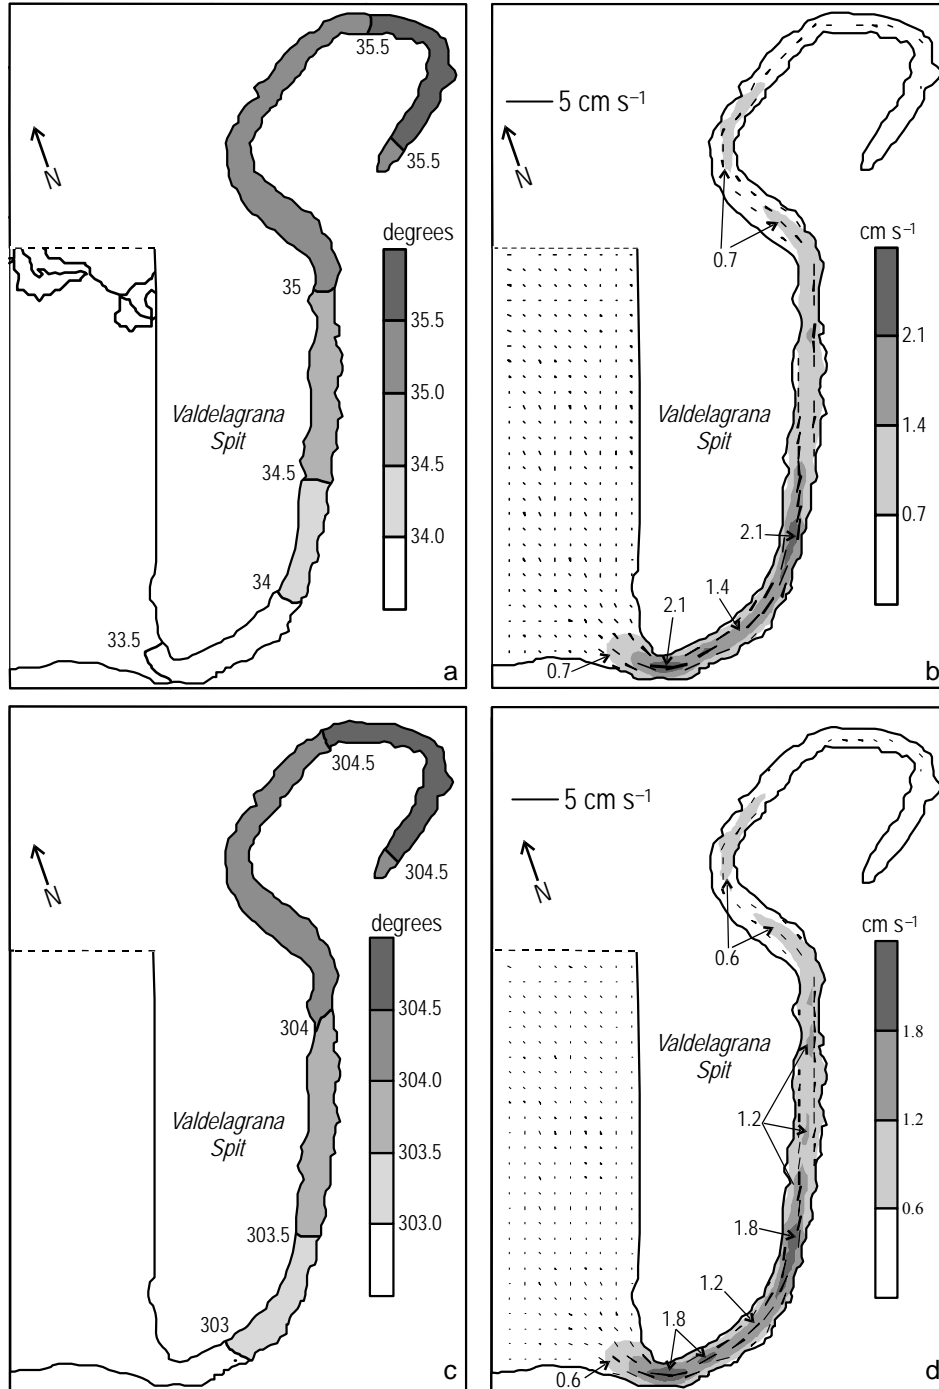 35.5
35.5
N
degrees
35
35.5
35.0
Valdelagrana
Spit
34.5
34.5
34.0
34
33.5
a
5 cm s⁻¹
N
0.7
cm s⁻¹
2.1
Valdelagrana
Spit
1.4
0.7
2.1
1.4
2.1
0.7
b
304.5
304.5
N
degrees
304.5
304
304.0
Valdelagrana
Spit
303.5
303.5
303.0
303
c
5 cm s⁻¹
N
0.6
cm s⁻¹
1.8
Valdelagrana
Spit
1.2
1.2
0.6
1.8
1.2
1.8
0.6
d